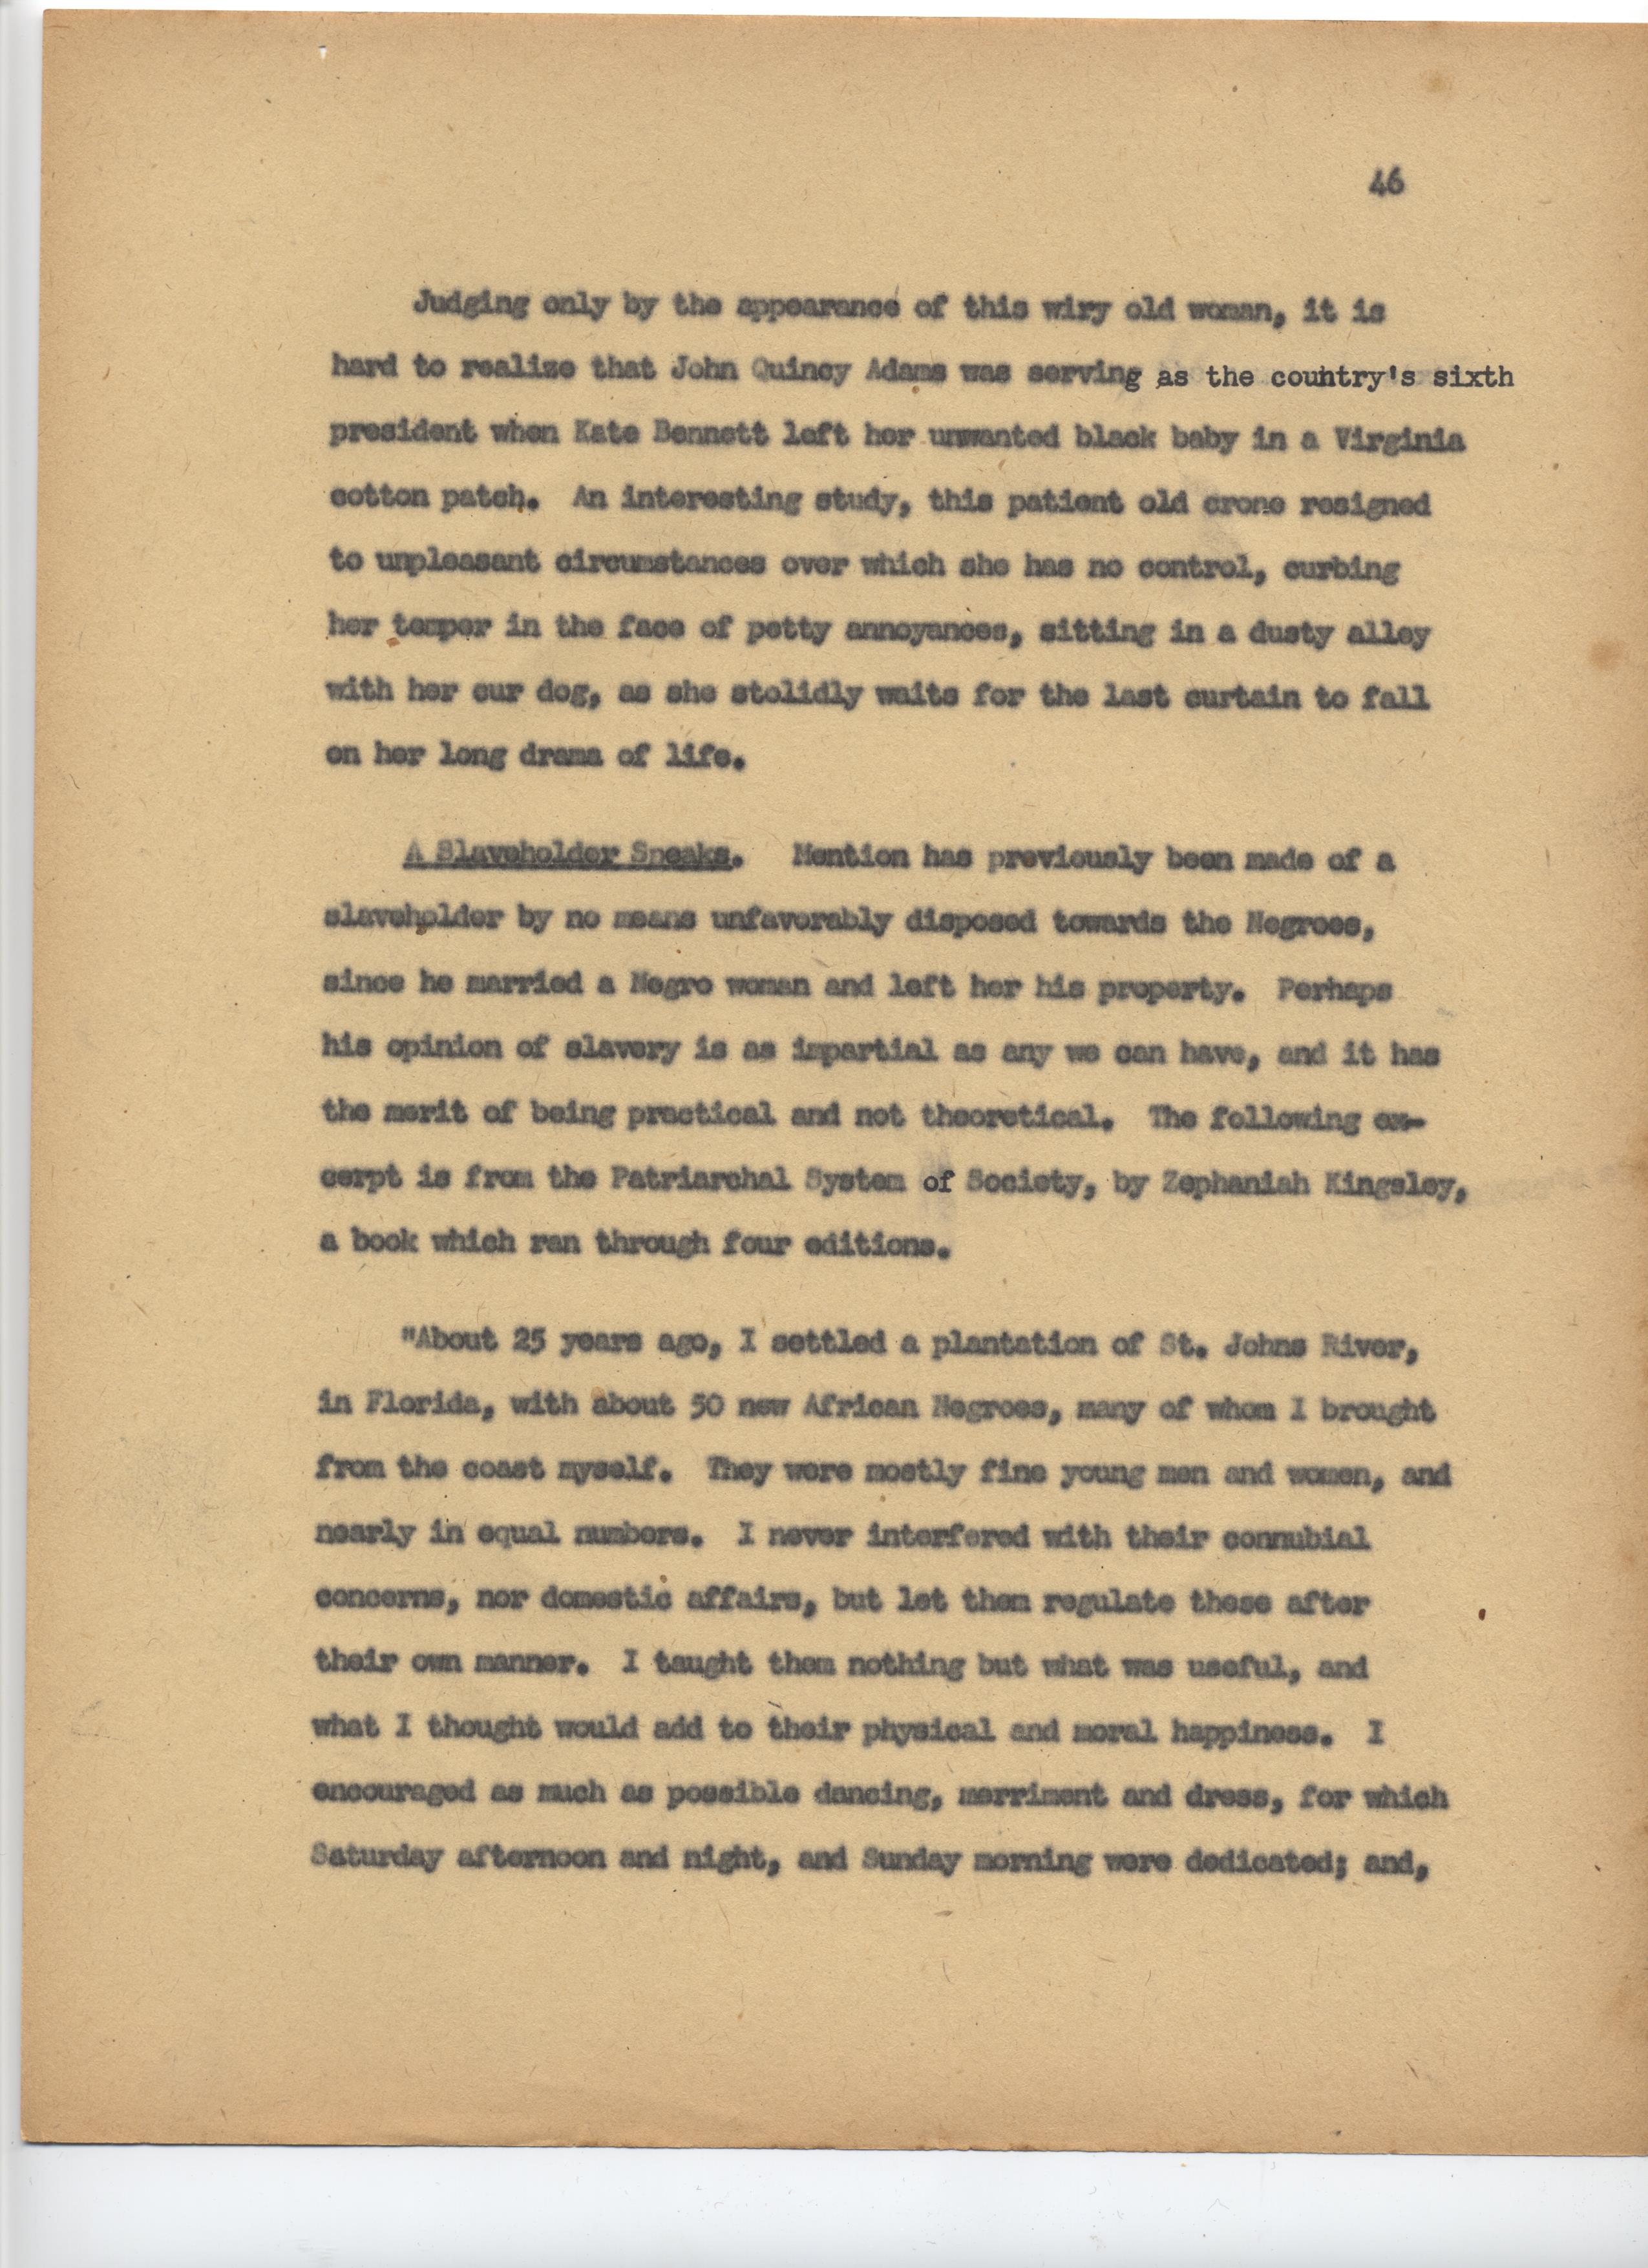 46
Judging only by the appearance of this wiry old woman, it is
hard to realize that John Quincy Adams was serving as the country's sixth
president when Kate Bennett left her unwanted black baby in a Virginia
cotton patch. An interesting study, this patient old crone resigned
to unpleasant circumstances over which she has no control, curbing
her temper in the face of petty annoyances, sitting in a dusty alley
with her cur dog, as she stolidly waits for the last curtain to fall
on her long drama of life.
A Slaveholder Speaks. Mention has previously been made of a
slaveholder by no means unfavorably disposed towards the Negroes,
since he married a Negro woman and left her his property. Perhaps
his opinion of slavery is as impartial as any we can have, and it has
the merit of being practical and not theoretical. The following ex-
cerpt is from the Patriarchal System of Society, by Zephaniah Kingsley,
a book which ran through four editions.
"About 25 years ago, I settled a plantation of St. Johns River,
in Florida, with about 50 new African Negroes, many of whom I brought
from the coast myself. They were mostly fine young men and women, and
nearly in equal numbers. I never interfered with their connubial
concerns, nor domestic affairs, but let them regulate these after
their own manner. I taught them nothing but what was useful, and
what I thought would add to their physical and moral happiness. I
encouraged as much as possible dancing, merriment and dress, for which
Saturday afternoon and night, and Sunday morning were dedicated; and,